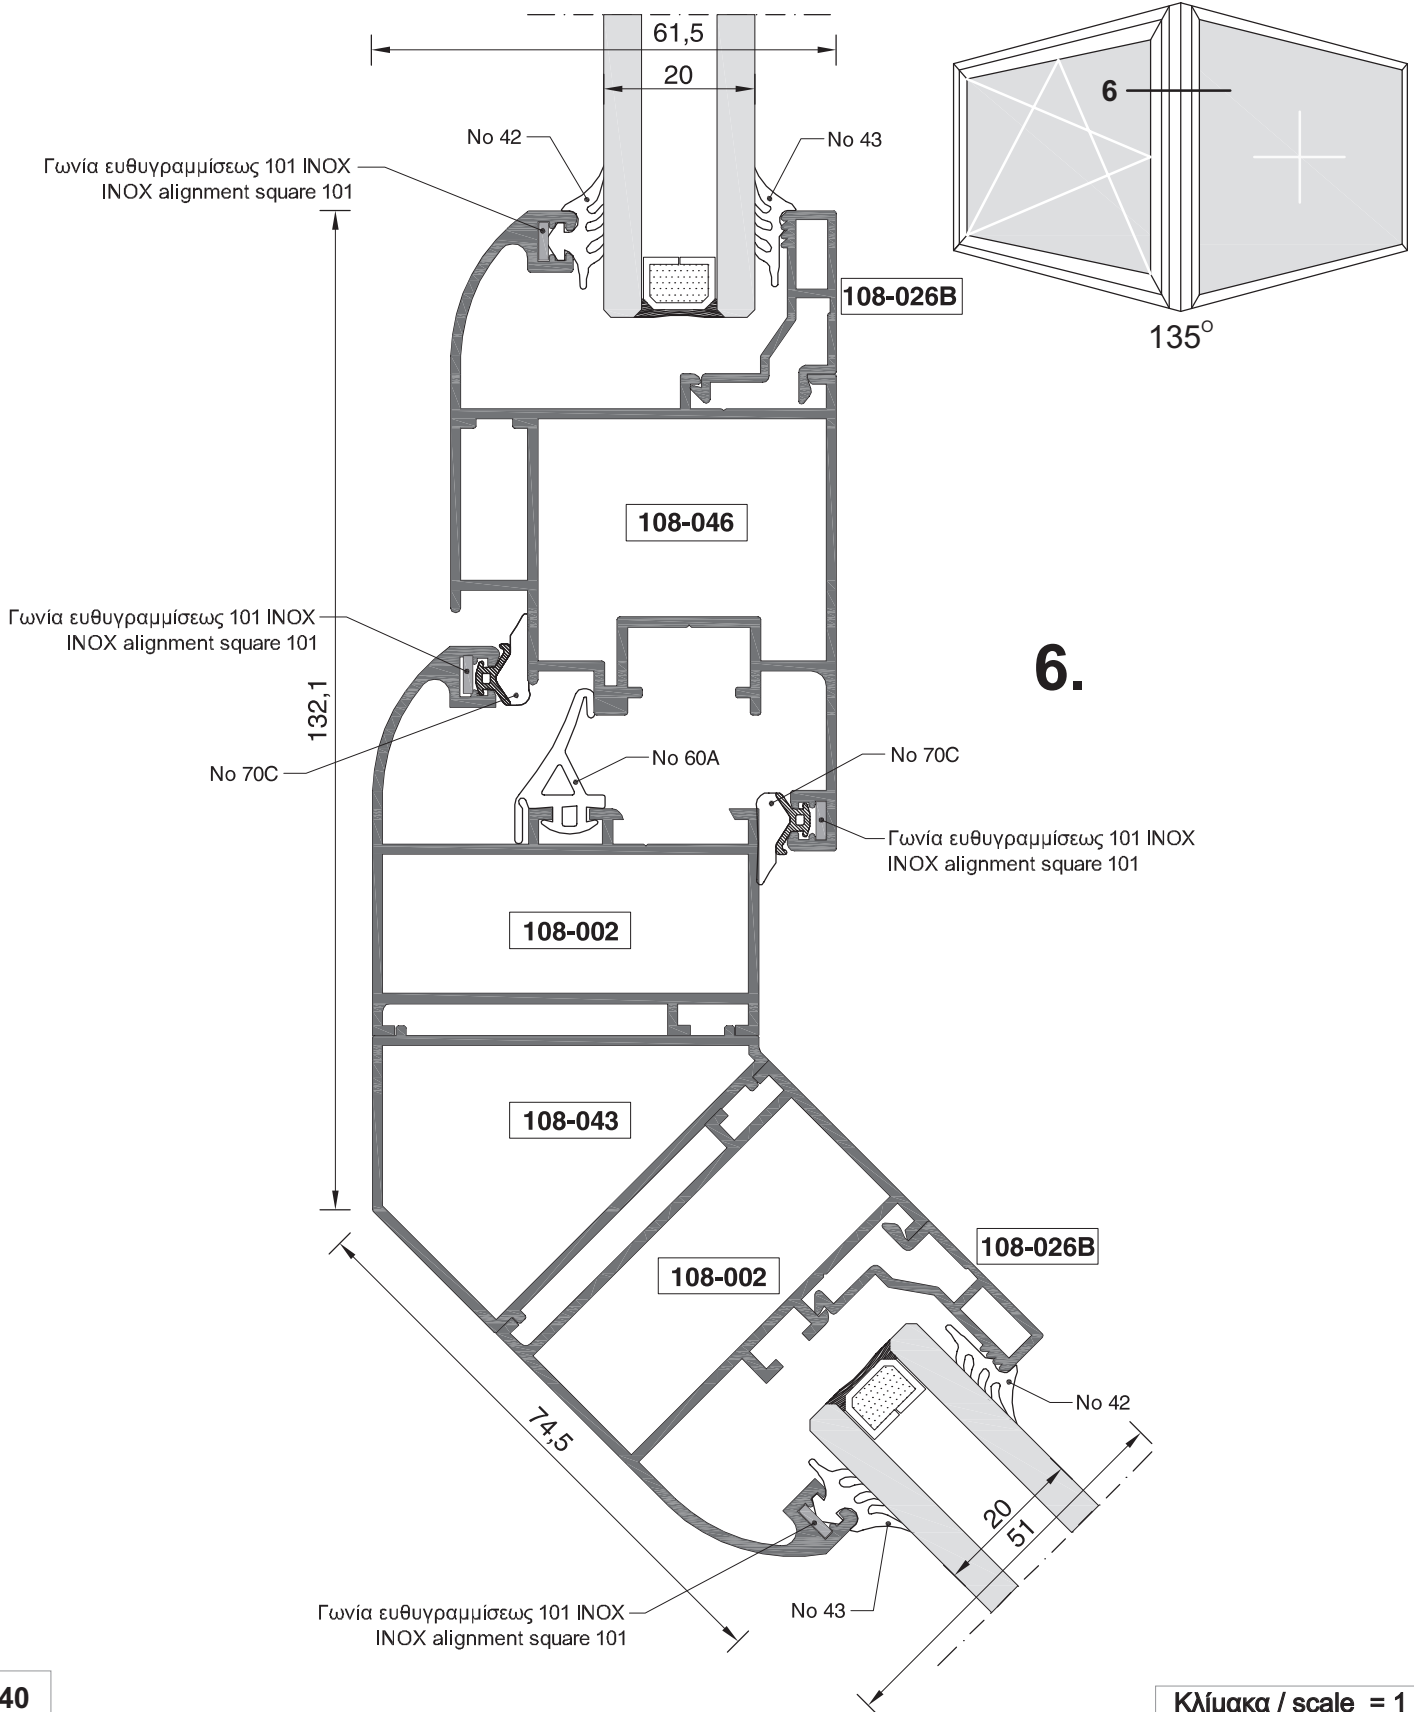 61,5
20
No 42
No 43
6
Γωνία ευθυγραμμίσεως 101 INOX
INOX alignment square 101
108-026B
135°
108-046
Γωνία ευθυγραμμίσεως 101 INOX
INOX alignment square 101
6.
132,1
No 70C
No 60A
No 70C
Γωνία ευθυγραμμίσεως 101 INOX
INOX alignment square 101
108-002
108-043
108-026B
108-002
No 42
74,5
20
51
Γωνία ευθυγραμμίσεως 101 INOX
INOX alignment square 101
No 43
40
Κλίμακα / scale = 1